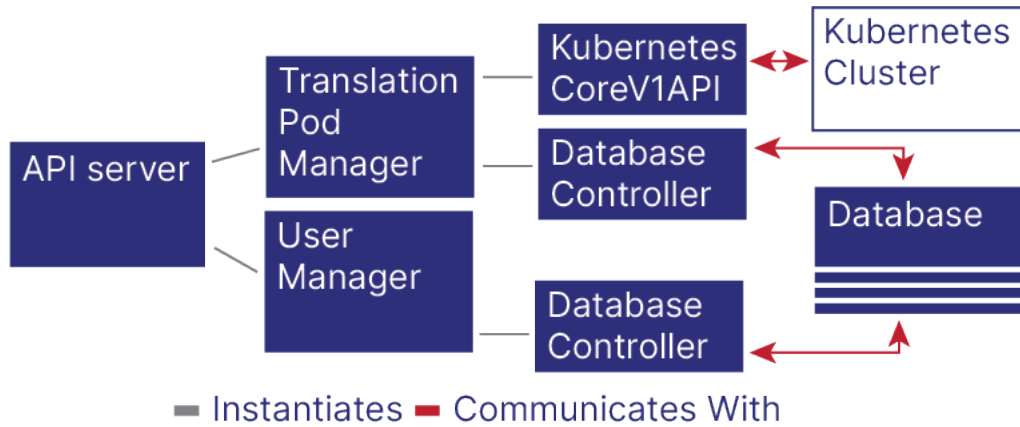 API server
Translation
Pod
Manager
User
Manager
Kubernetes
CoreV1API
Database
Controller
Database
Controller
Kubernetes
Cluster
Database
Instantiates
Communicates With